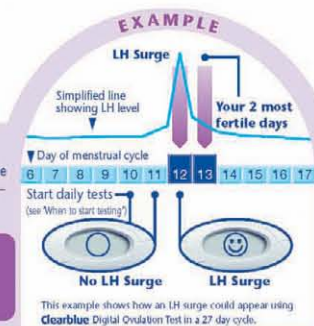 EXAMPLE
LH Surge
Simplified line
showing LH level
Your 2 most
fertile days
Day of menstrual cycle
6 7 8 9 10 11 12 13 14 15 16 17
Start daily tests
(see 'When to start testing')
No LH Surge
LH Surge
This example shows how an LH surge could appear using
Clearblue Digital Ovulation Test in a 27 day cycle.